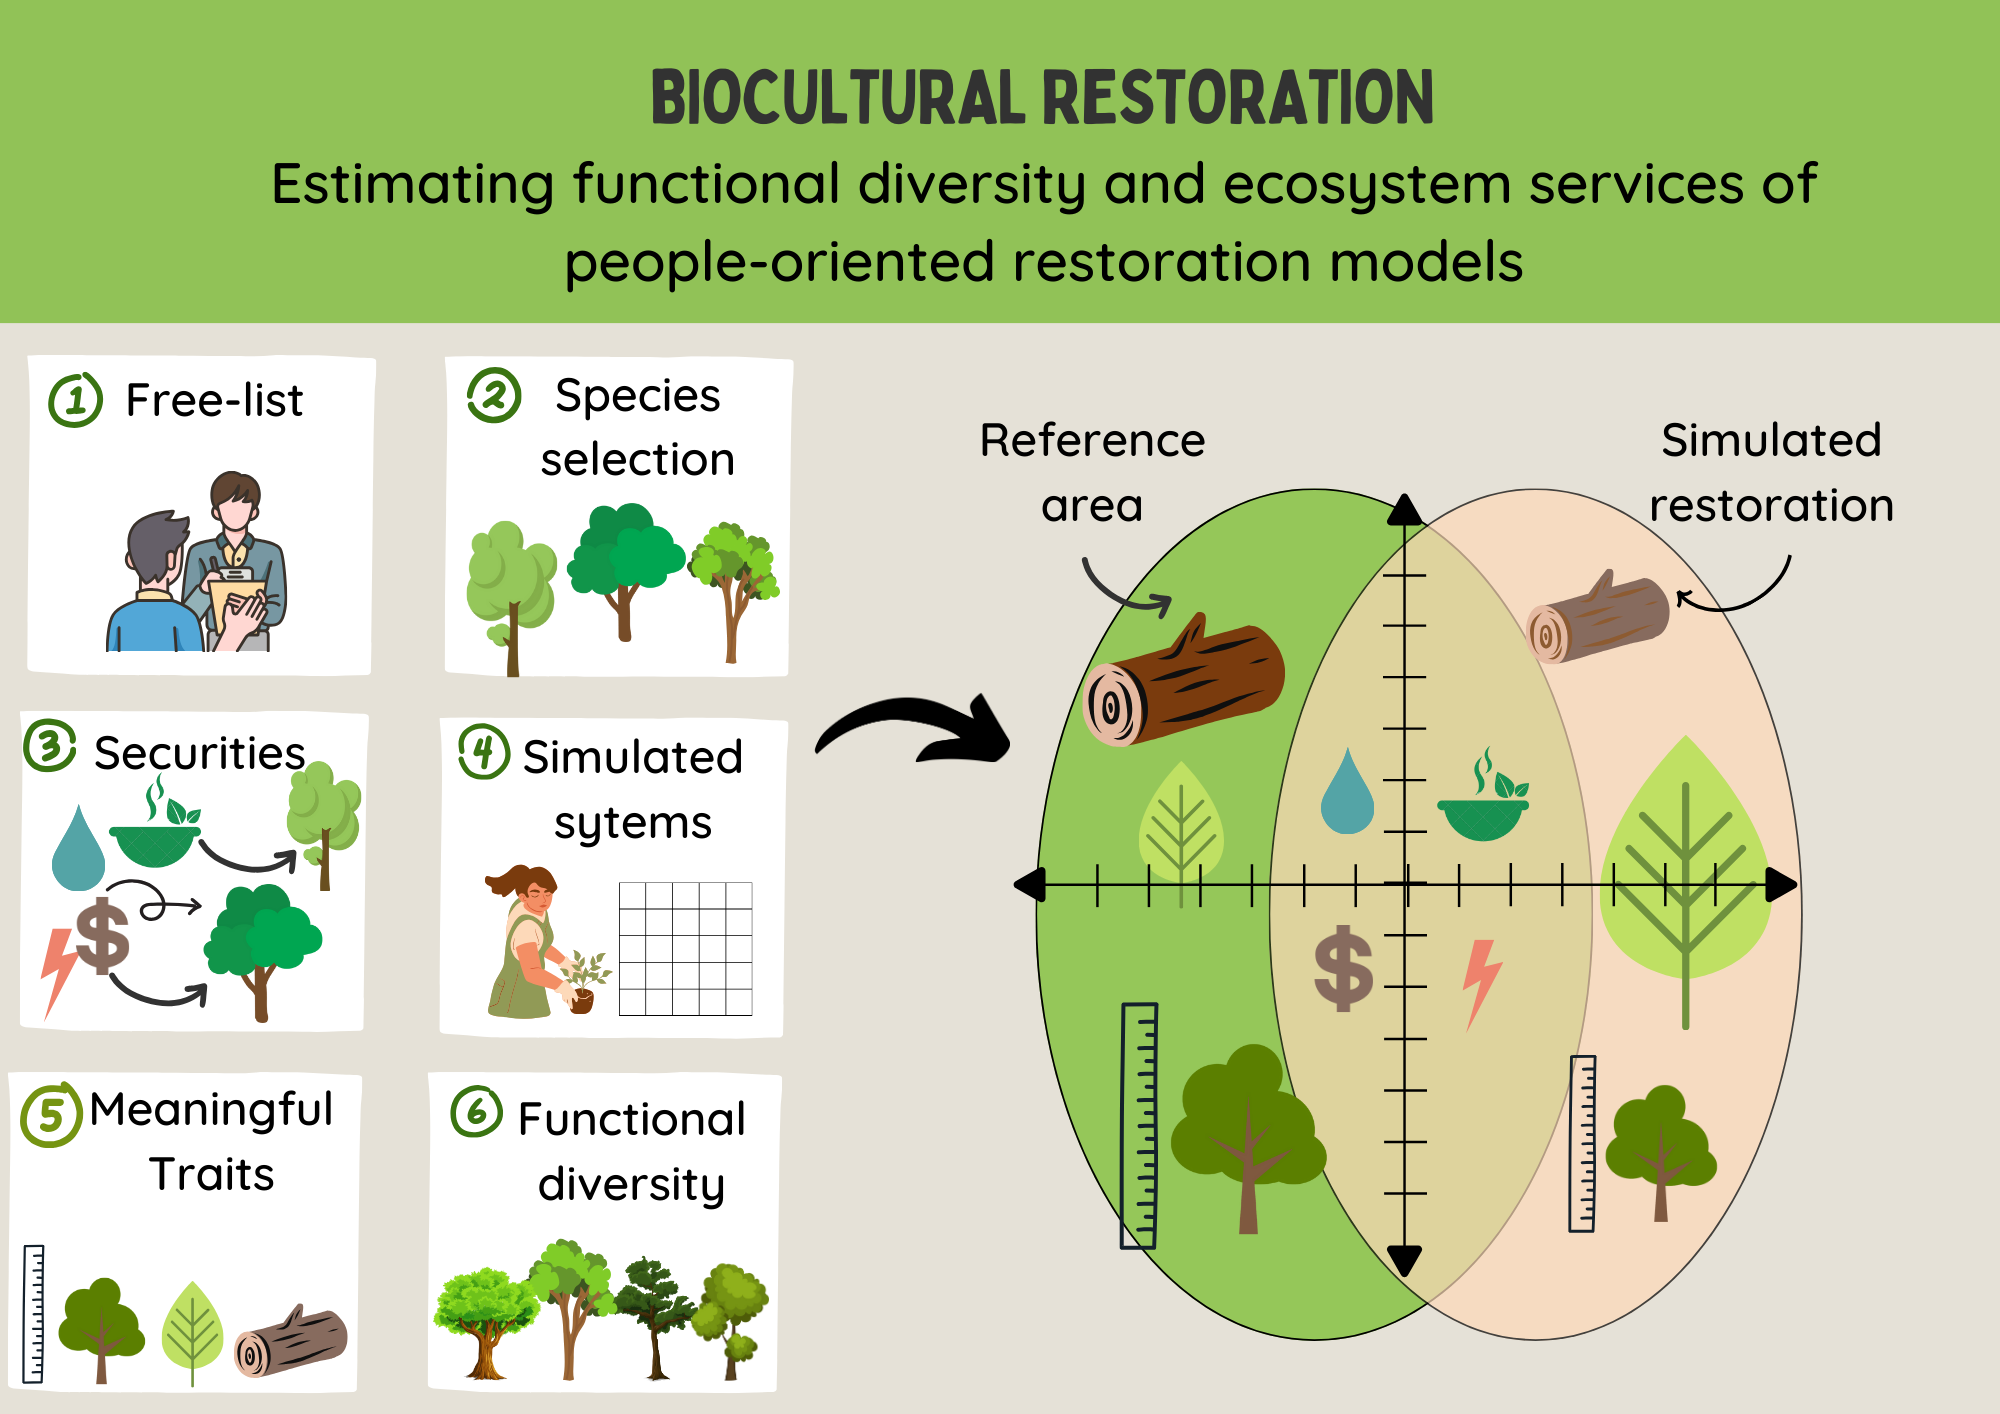 BIOCULTURAL RESTORATION
Estimating functional diversity and ecosystem services of
people-oriented restoration models
1 Free-list
2 Species
selection
3 Securities
$
4 Simulated
sytems
5 Meaningful
Traits
6 Functional
diversity
Reference
area
Simulated
restoration
$